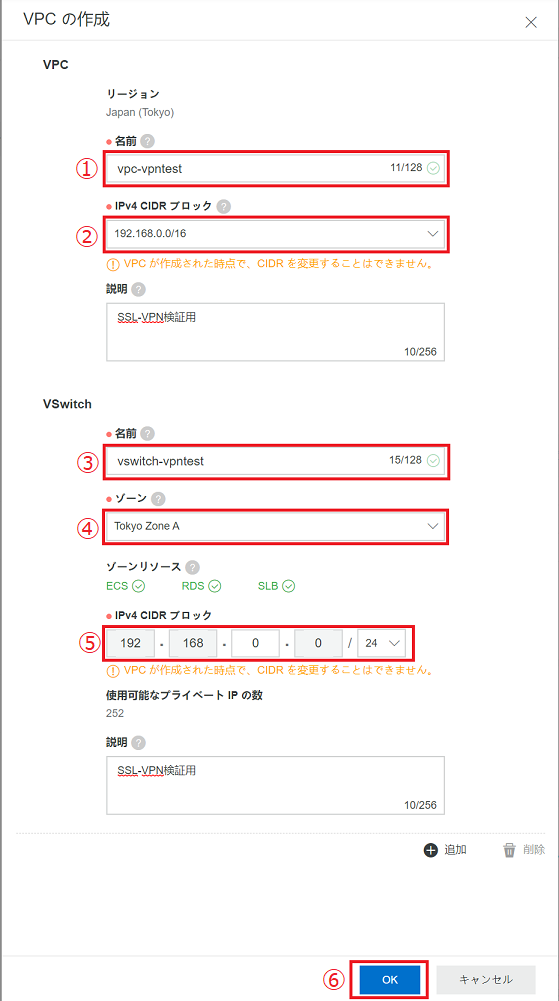 VPC の作成
VPC
リージョン
Japan (Tokyo)
名前 ?
① vpc-vpntest 11/128
IPv4 CIDR ブロック ?
② 192.168.0.0/16
VPC が作成された時点で、CIDR を変更することはできません。
説明 ?
SSL-VPN検証用
10/256
VSwitch
名前 ?
③ vswitch-vpntest 15/128
ゾーン ?
④ Tokyo Zone A
ゾーンリソース ?
ECS RDS SLB
IPv4 CIDR ブロック
⑤ 192 . 168 . 0 . 0 / 24
VPC が作成された時点で、CIDR を変更することはできません。
使用可能なプライベート IP の数
252
説明 ?
SSL-VPN検証用
10/256
追加 削除
⑥ OK キャンセル